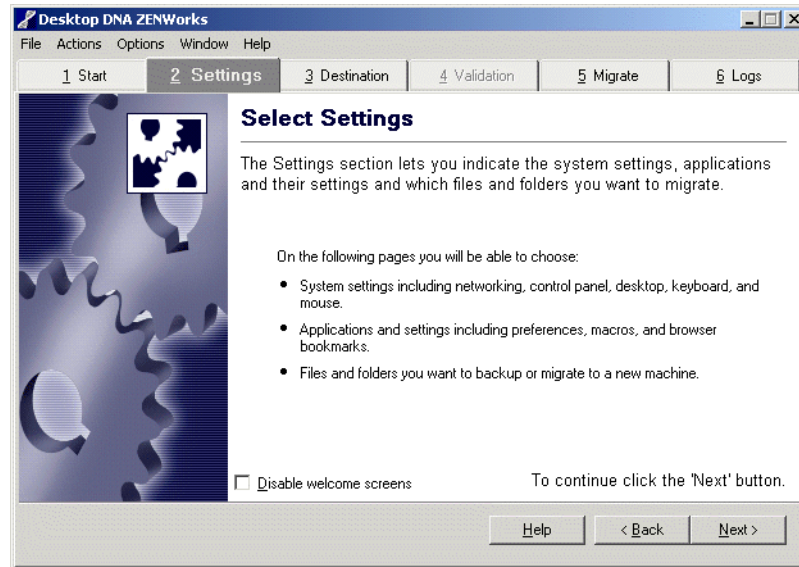 Desktop DNA ZENWorks
File Actions Options Window Help
1 Start 2 Settings 3 Destination 4 Validation 5 Migrate 6 Logs
Select Settings
The Settings section lets you indicate the system settings, applications
and their settings and which files and folders you want to migrate.
On the following pages you will be able to choose:
• System settings including networking, control panel, desktop, keyboard, and
mouse.
• Applications and settings including preferences, macros, and browser
bookmarks.
• Files and folders you want to backup or migrate to a new machine.
Disable welcome screens To continue click the 'Next' button.
Help < Back Next >